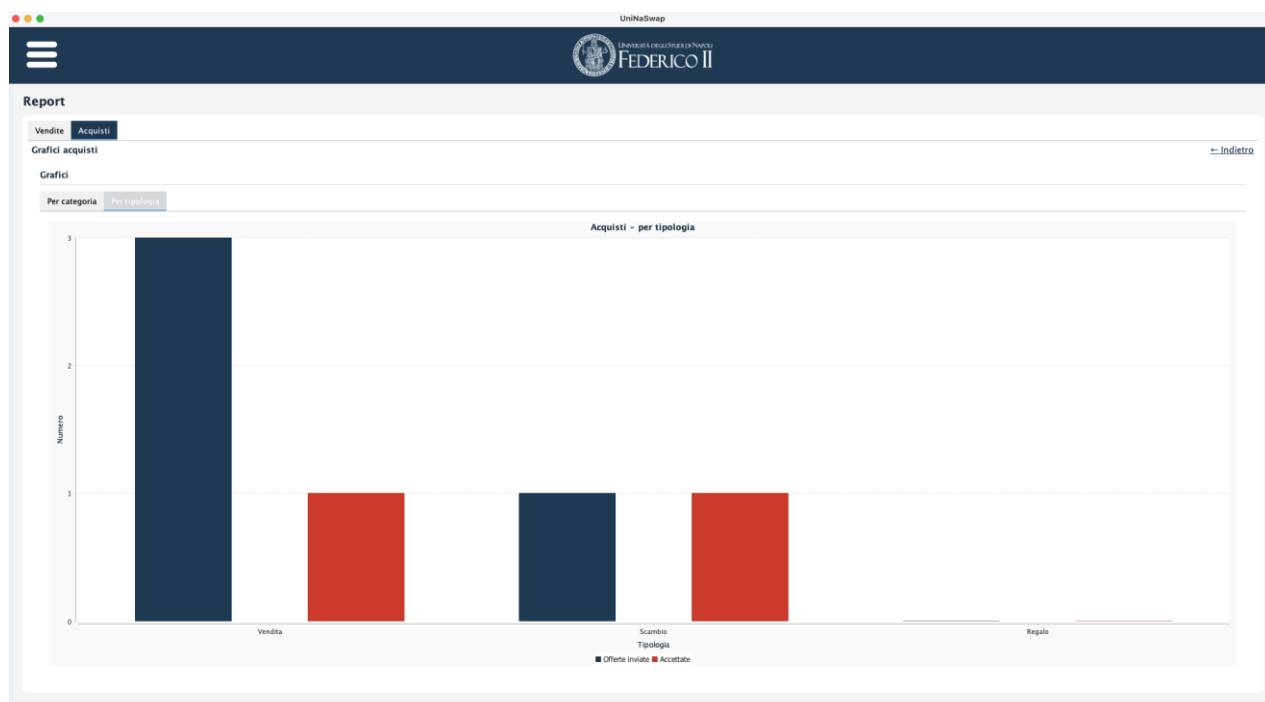 UniNaSwap
Università degli Studi di Napoli
Federico II
Report
Vendite Acquisti
Grafici acquisti ← Indietro
Grafici
Per categoria Per tipologia
Acquisti – per tipologia
3
2
1
0
Numero
Vendita Scambio Regalo
Tipologia
Offerte inviate Accettate